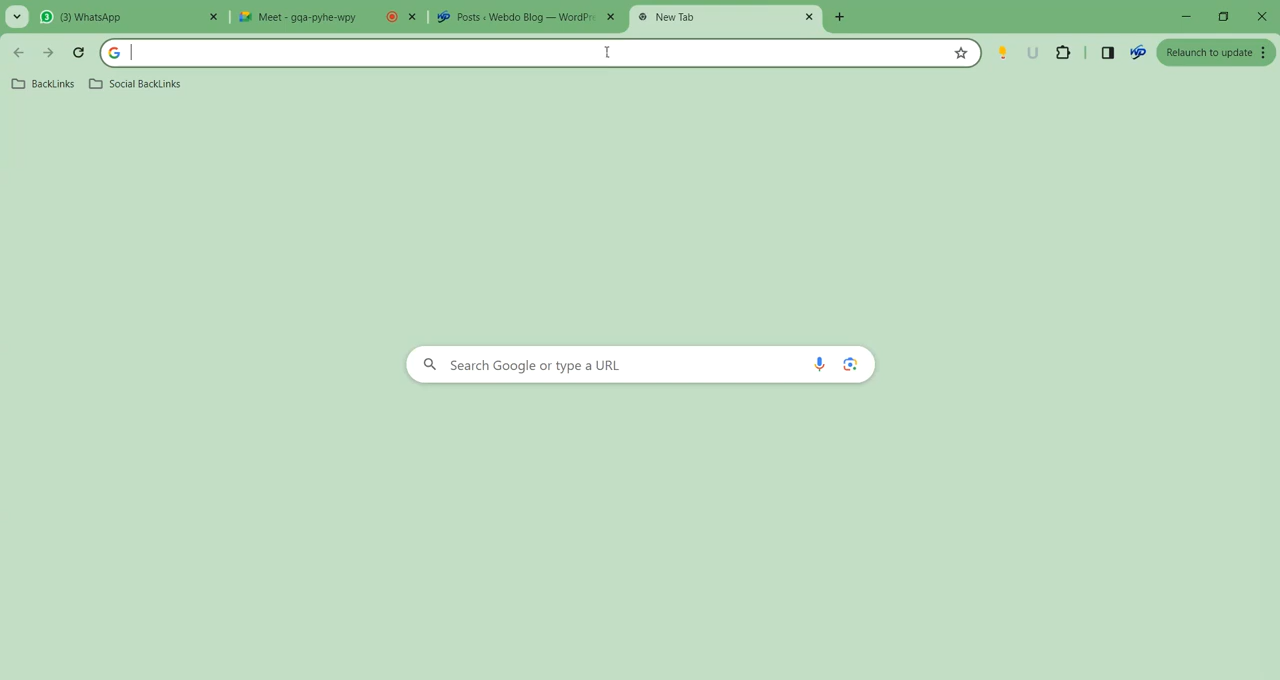 (3) WhatsApp
Meet - gqa-pyhe-wpy
Posts ‹ Webdo Blog — WordPre
New Tab
Relaunch to update
BackLinks
Social BackLinks
Search Google or type a URL